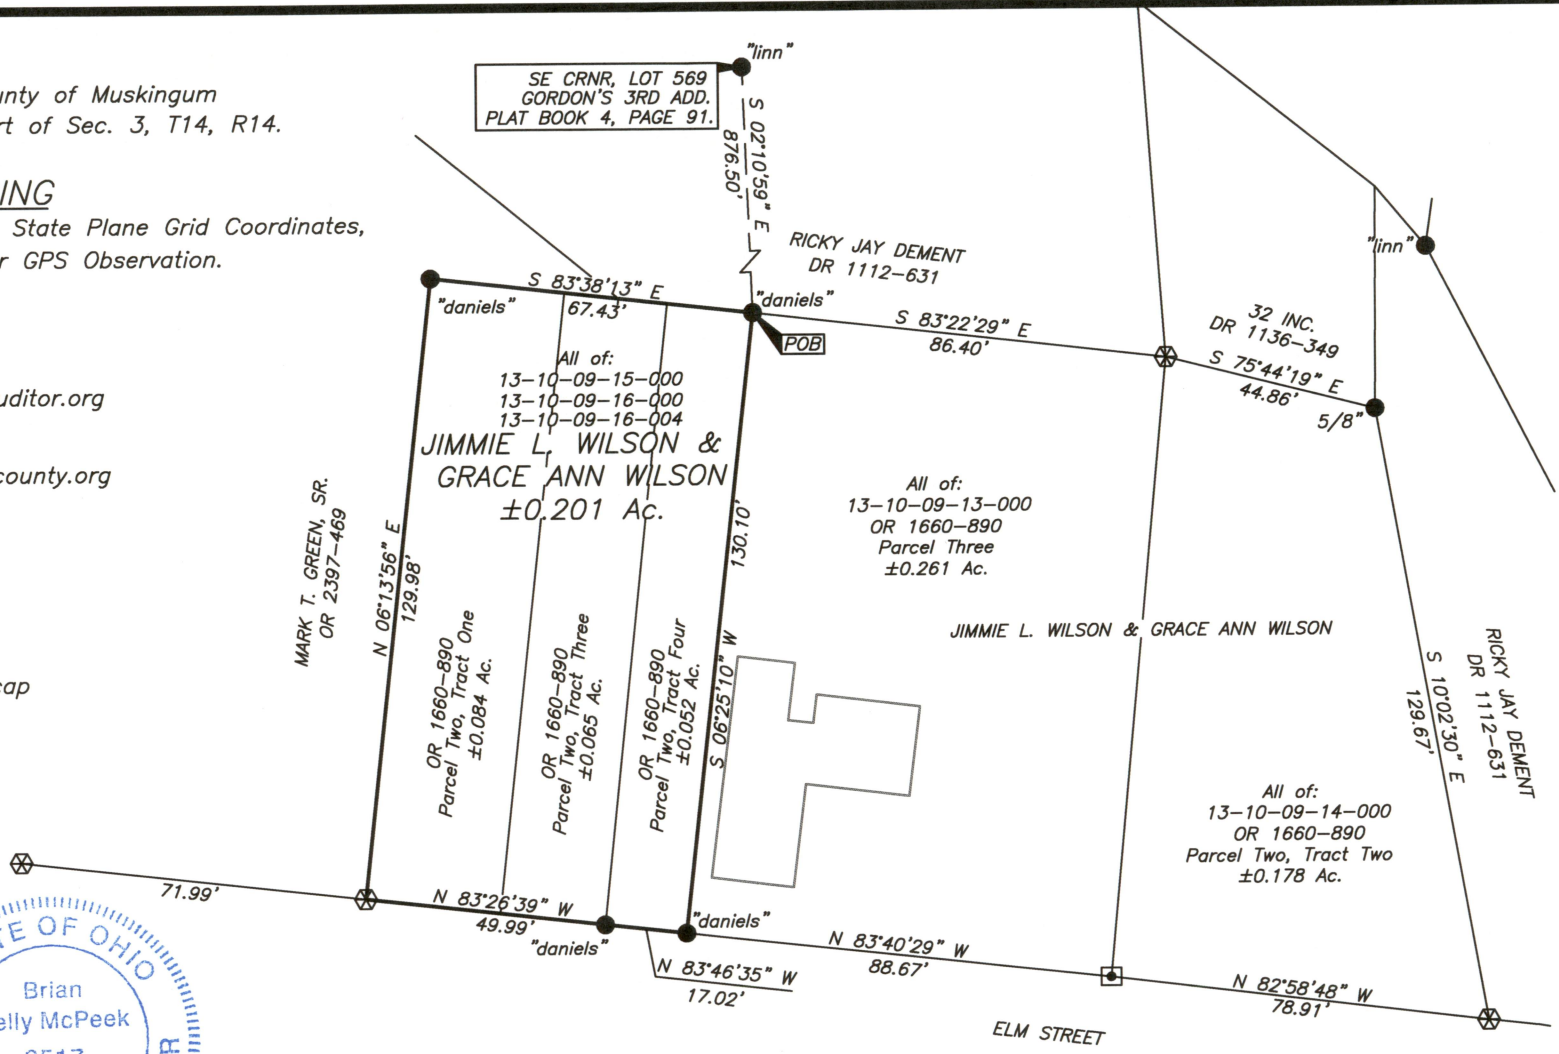 "linn"
SE CRNR, LOT 569
GORDON'S 3RD ADD.
PLAT BOOK 4, PAGE 91.
of Muskingum
of Sec. 3, T14, R14.
State Plane Grid Coordinates,
GPS Observation.
S 02°10'59" E
876.50'
RICKY JAY DEMENT
DR 1112-631
"linn"
S 83°38'13" E
67.43'
"daniels"
"daniels"
POB
S 83°22'29" E
86.40'
32 INC.
DR 1136-349
S 75°44'19" E
44.86'
5/8"
All of:
13-10-09-15-000
13-10-09-16-000
13-10-09-16-004
JIMMIE L. WILSON &
GRACE ANN WILSON
±0.201 Ac.
MARK T. GREEN, SR.
OR 2397-469
N 06°13'56" E
129.98'
130.10'
S 06°25'10" W
OR 1660-890
Parcel Two, Tract One
±0.084 Ac.
OR 1660-890
Parcel Two, Tract Three
±0.065 Ac.
OR 1660-890
Parcel Two, Tract Four
±0.052 Ac.
All of:
13-10-09-13-000
OR 1660-890
Parcel Three
±0.261 Ac.
JIMMIE L. WILSON & GRACE ANN WILSON
S 10°02'30" E
129.67'
RICKY JAY DEMENT
DR 1112-631
All of:
13-10-09-14-000
OR 1660-890
Parcel Two, Tract Two
±0.178 Ac.
cap
71.99'
N 83°26'39" W
49.99'
"daniels"
"daniels"
N 83°46'35" W
17.02'
N 83°40'29" W
88.67'
N 82°58'48" W
78.91'
ELM STREET
OF OHIO
Brian
McPeek